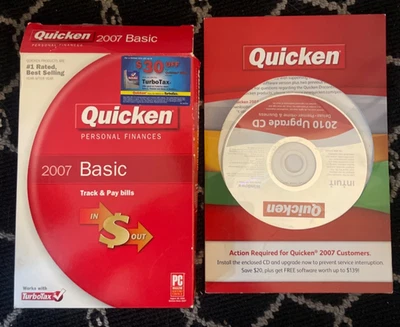 Quicken 2007 Basic
PERSONAL FINANCES
#1 Rated,
Best Selling
$20 OFF
TurboTax
Quicken
PERSONAL FINANCES
2007 Basic
Track & Pay bills
IN
$
OUT
Works with
TurboTax
PC
Quicken
2010 Upgrade CD
intuit
Quicken
Action Required for Quicken® 2007 Customers.
Install the enclosed CD and upgrade now to prevent service interruption.
Save $20, plus get FREE software worth up to $139!